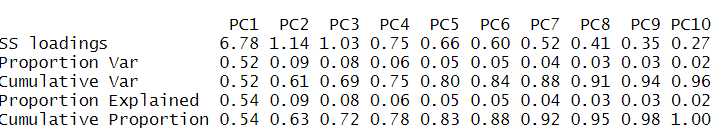 PC1 PC2 PC3 PC4 PC5 PC6 PC7 PC8 PC9 PC10
SS loadings 6.78 1.14 1.03 0.75 0.66 0.60 0.52 0.41 0.35 0.27
Proportion Var 0.52 0.09 0.08 0.06 0.05 0.05 0.04 0.03 0.03 0.02
Cumulative Var 0.52 0.61 0.69 0.75 0.80 0.84 0.88 0.91 0.94 0.96
Proportion Explained 0.54 0.09 0.08 0.06 0.05 0.05 0.04 0.03 0.03 0.02
Cumulative Proportion 0.54 0.63 0.72 0.78 0.83 0.88 0.92 0.95 0.98 1.00